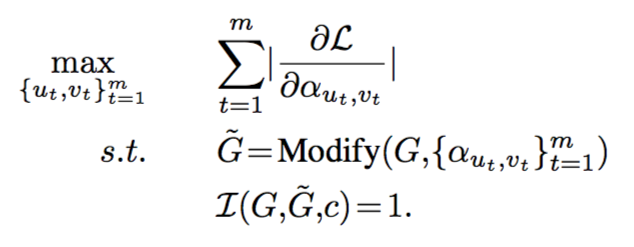 max_{\{u_t,v_t\}_{t=1}^m} \sum_{t=1}^{m} |\frac{\partial \mathcal{L}}{\partial \alpha_{u_t,v_t}}|
s.t. \tilde{G}=Modify(G,\{\alpha_{u_t,v_t}\}_{t=1}^m)
\mathcal{I}(G,\tilde{G},c)=1.